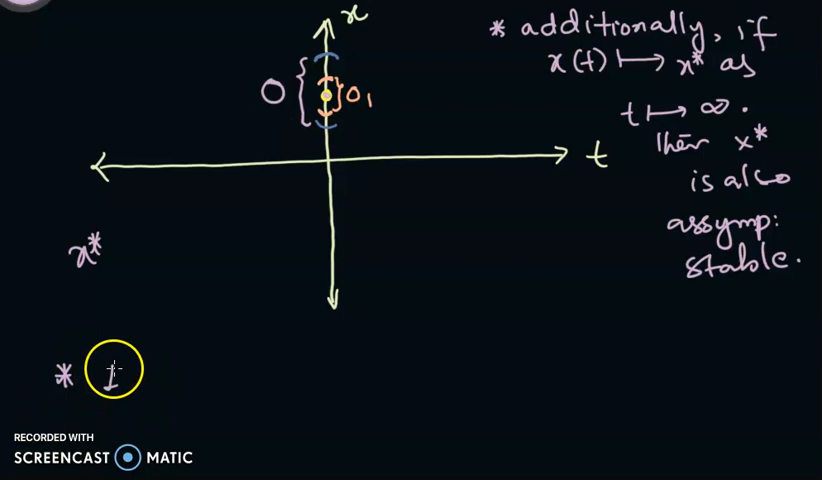 x
* additionally, if
x(t) ⟼ x* as
t ⟼ ∞.
Then x*
is also
assymp:
stable.
O { } O₁
t
x*
* I
RECORDED WITH
SCREENCAST MATIC